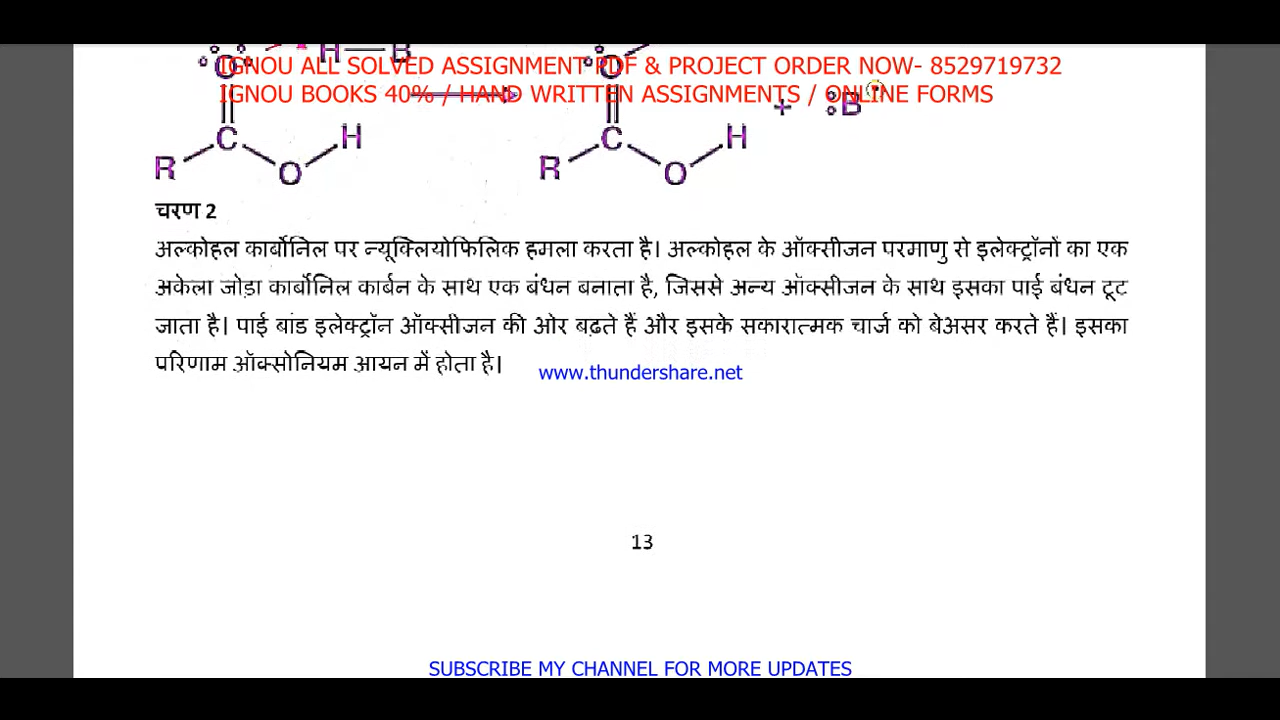 H—B
O
O
IGNOU ALL SOLVED ASSIGNMENT PDF & PROJECT ORDER NOW- 8529719732
IGNOU BOOKS 40% / HAND WRITTEN ASSIGNMENTS / ONLINE FORMS
+ :B
R C O H
R C O H
चरण 2
अल्कोहल कार्बोनिल पर न्यूक्लियोफिलिक हमला करता है। अल्कोहल के ऑक्सीजन परमाणु से इलेक्ट्रॉनों का एक
अकेला जोड़ा कार्बोनिल कार्बन के साथ एक बंधन बनाता है, जिससे अन्य ऑक्सीजन के साथ इसका पाई बंधन टूट
जाता है। पाई बांड इलेक्ट्रॉन ऑक्सीजन की ओर बढ़ते हैं और इसके सकारात्मक चार्ज को बेअसर करते हैं। इसका
परिणाम ऑक्सोनियम आयन में होता है।
www.thundershare.net
13
SUBSCRIBE MY CHANNEL FOR MORE UPDATES